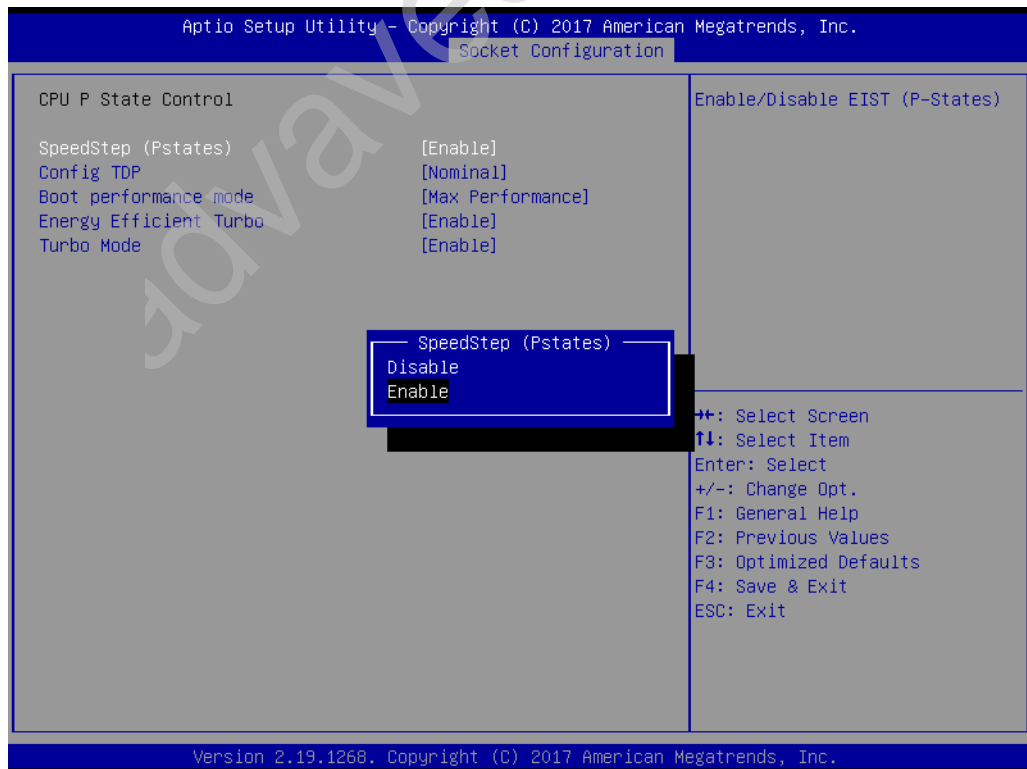 Aptio Setup Utility – Copyright (C) 2017 American Megatrends, Inc.
Socket Configuration
CPU P State Control
SpeedStep (Pstates) [Enable]
Config TDP [Nominal]
Boot performance mode [Max Performance]
Energy Efficient Turbo [Enable]
Turbo Mode [Enable]
Enable/Disable EIST (P-States)
SpeedStep (Pstates)
Disable
Enable
→←: Select Screen
↑↓: Select Item
Enter: Select
+/-: Change Opt.
F1: General Help
F2: Previous Values
F3: Optimized Defaults
F4: Save & Exit
ESC: Exit
Version 2.19.1268. Copyright (C) 2017 American Megatrends, Inc.